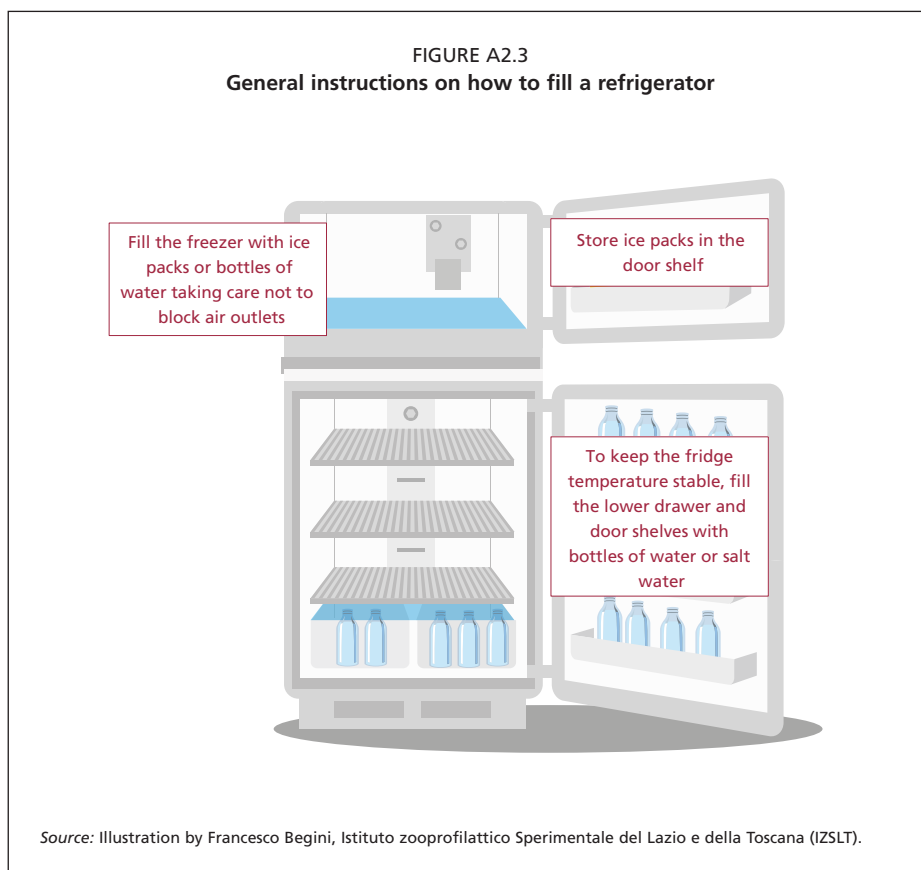 FIGURE A2.3
General instructions on how to fill a refrigerator
Fill the freezer with ice
packs or bottles of
water taking care not to
block air outlets
Store ice packs in the
door shelf
To keep the fridge
temperature stable, fill
the lower drawer and
door shelves with
bottles of water or salt
water
Source: Illustration by Francesco Begini, Istituto zooprofilattico Sperimentale del Lazio e della Toscana (IZSLT).